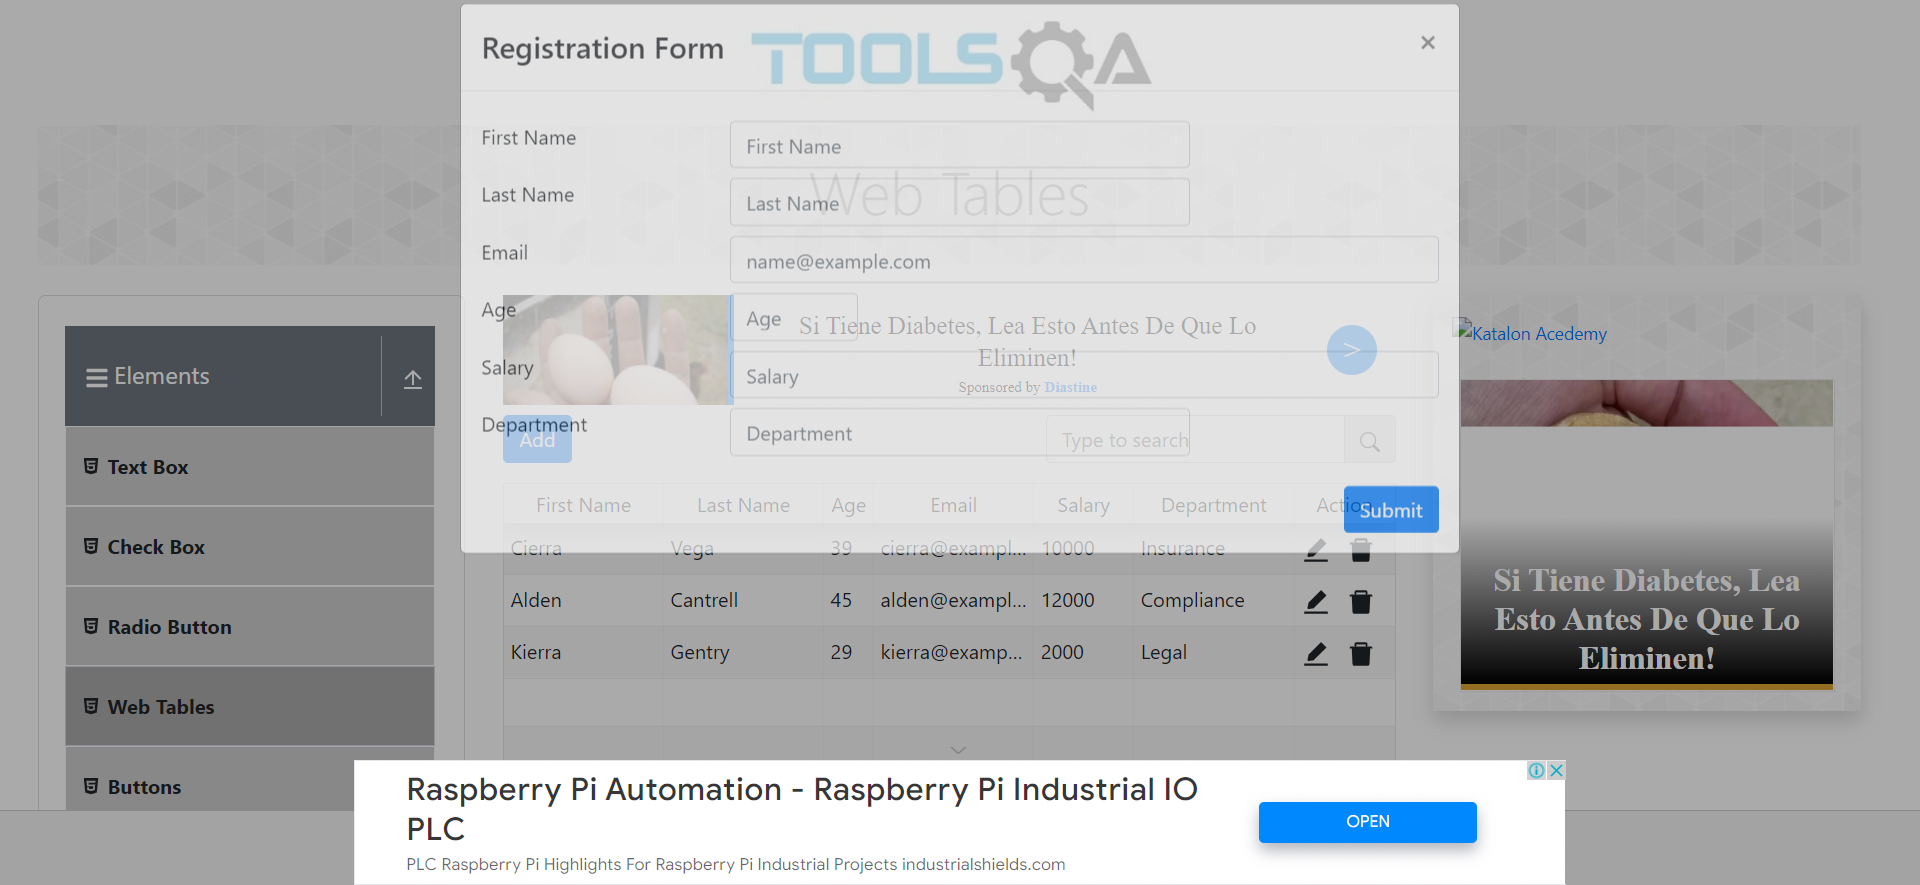 Registration Form
TOOLSQA
×
First Name
First Name
Last Name
Last Name
Web Tables
Email
name@example.com
Age
Age
Si Tiene Diabetes, Lea Esto Antes De Que Lo
Eliminen!
>
Sponsored by Diastine
Salary
Salary
Department
Department
Add
Type to search
Submit
Elements
Text Box
Check Box
Radio Button
Web Tables
Buttons
First Name Last Name Age Email Salary Department Action
Cierra Vega 39 cierra@exampl... 10000 Insurance
Alden Cantrell 45 alden@exampl... 12000 Compliance
Kierra Gentry 29 kierra@examp... 2000 Legal
Katalon Acedemy
Si Tiene Diabetes, Lea
Esto Antes De Que Lo
Eliminen!
Raspberry Pi Automation - Raspberry Pi Industrial IO
PLC
PLC Raspberry Pi Highlights For Raspberry Pi Industrial Projects industrialshields.com
OPEN